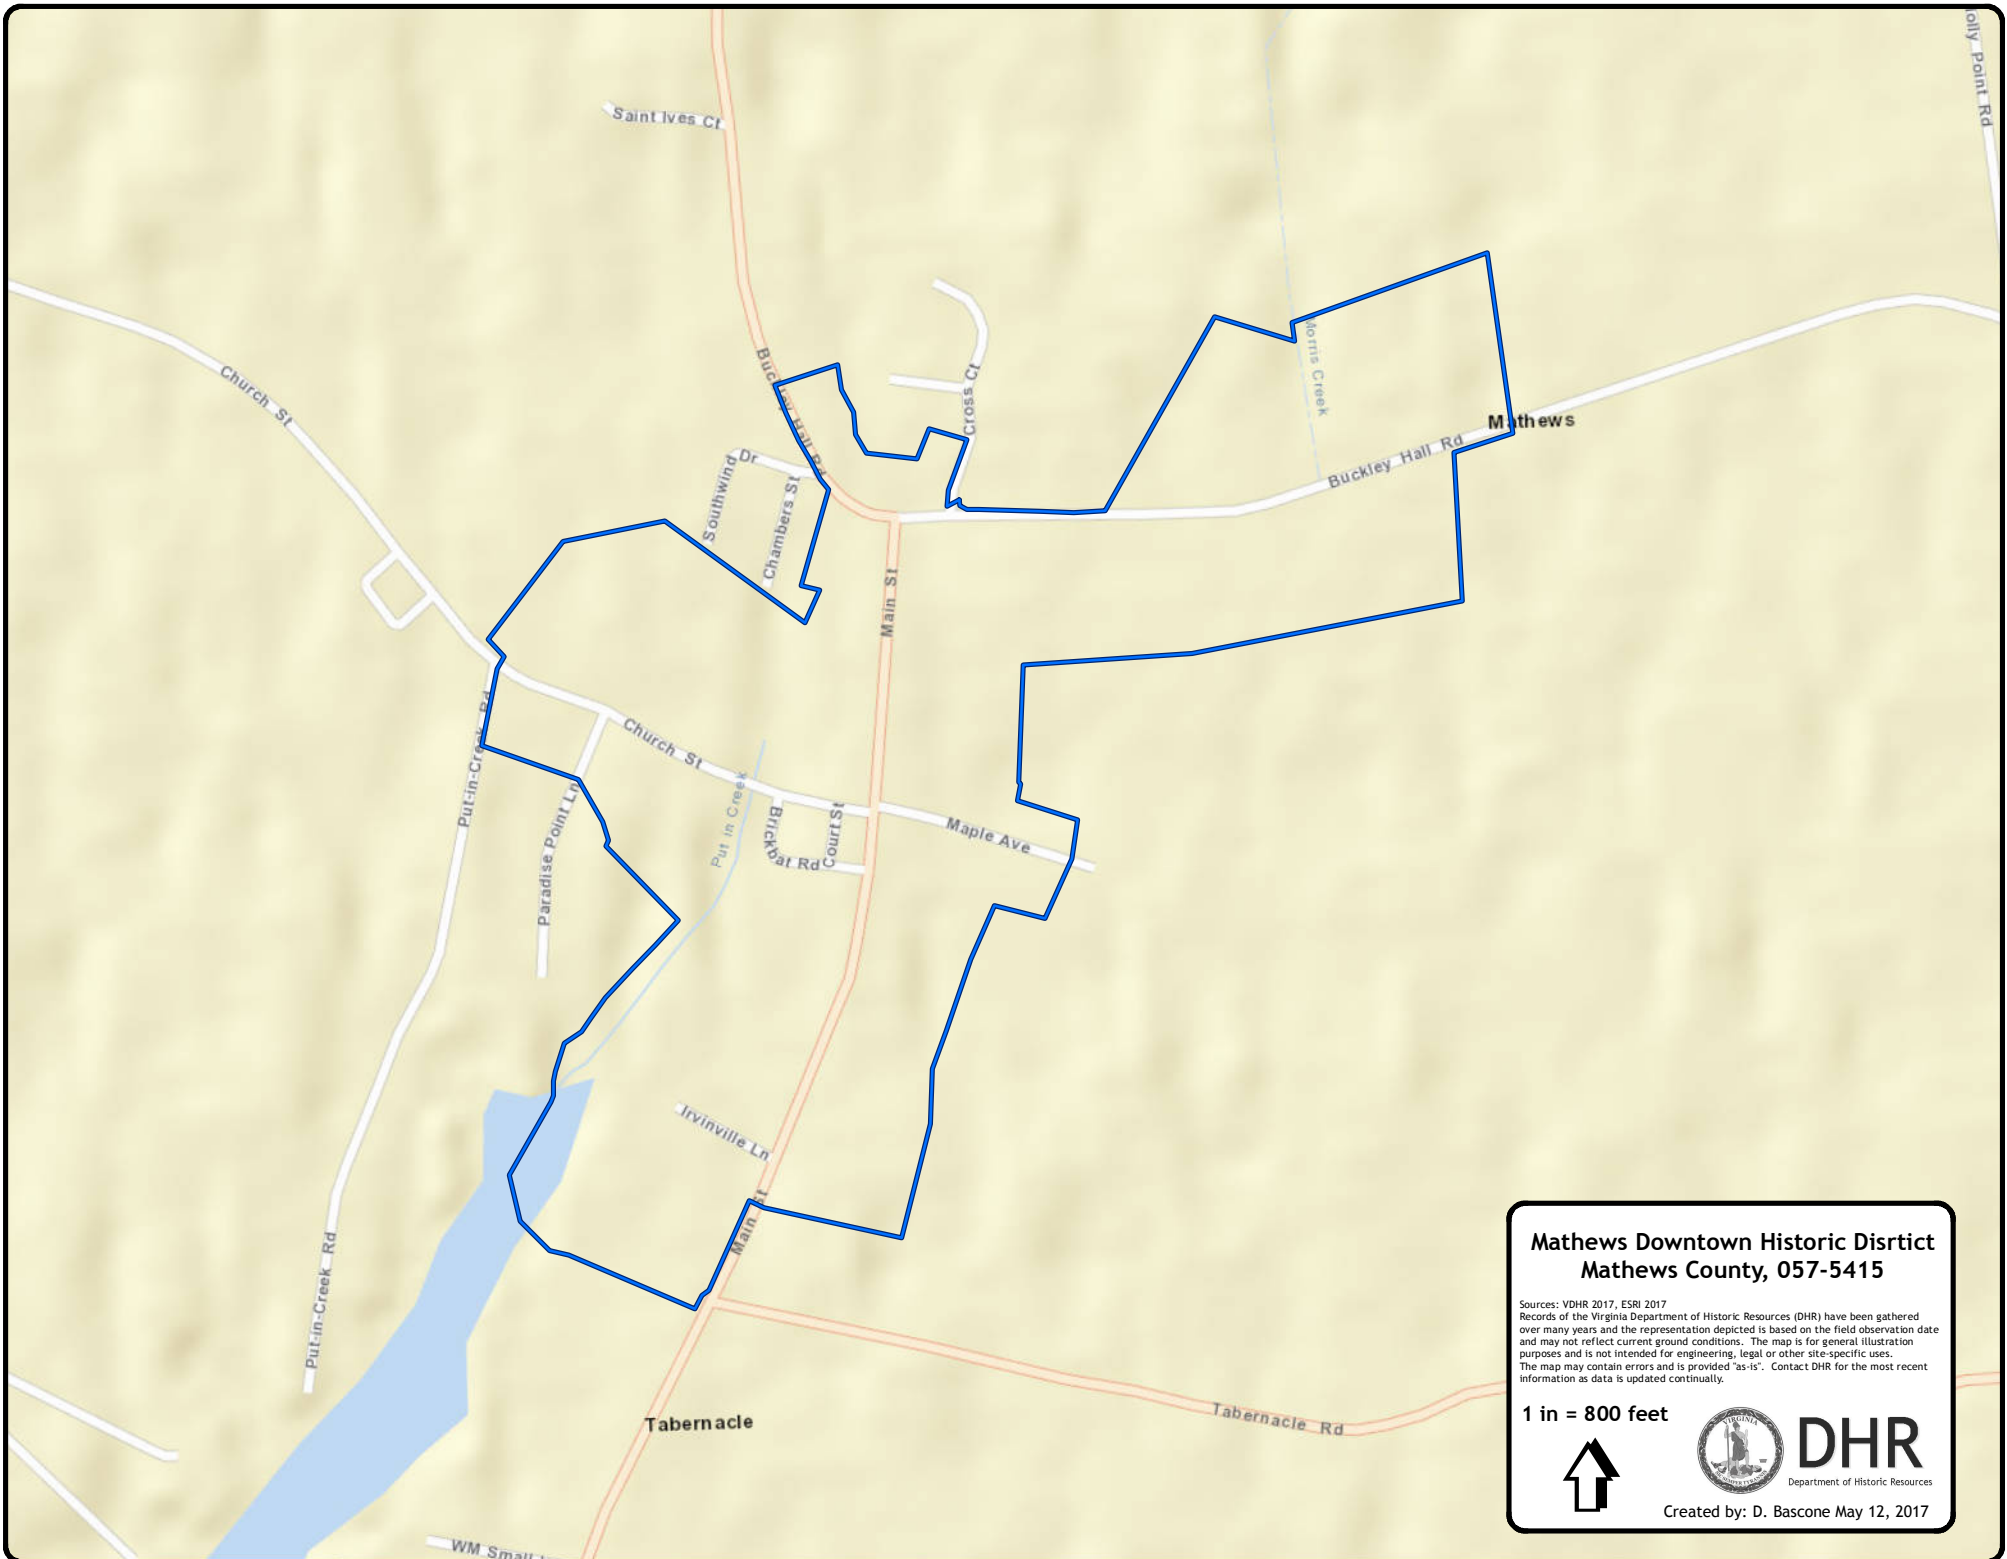 olly Point Rd
Saint Ives Ct
Church St
Buckley Hall Rd
Cross Ct
Morris Creek
Mathews
Buckley Hall Rd
Southwind Dr
Chambers St
Main St
Put-in-Creek Rd
Church St
Put in Creek
Brickbat Rd
Court St
Maple Ave
Paradise Point Ln
Irvinville Ln
Main St
Put-in-Creek Rd
Tabernacle
Tabernacle Rd
WM Small
Mathews Downtown Historic Disrtict
Mathews County, 057-5415
Sources: VDHR 2017, ESRI 2017
Records of the Virginia Department of Historic Resources (DHR) have been gathered
over many years and the representation depicted is based on the field observation date
and may not reflect current ground conditions. The map is for general illustration
purposes and is not intended for engineering, legal or other site-specific uses.
The map may contain errors and is provided "as-is". Contact DHR for the most recent
information as data is updated continually.
1 in = 800 feet
VIRGINIA
DHR
Department of Historic Resources
Created by: D. Bascone May 12, 2017